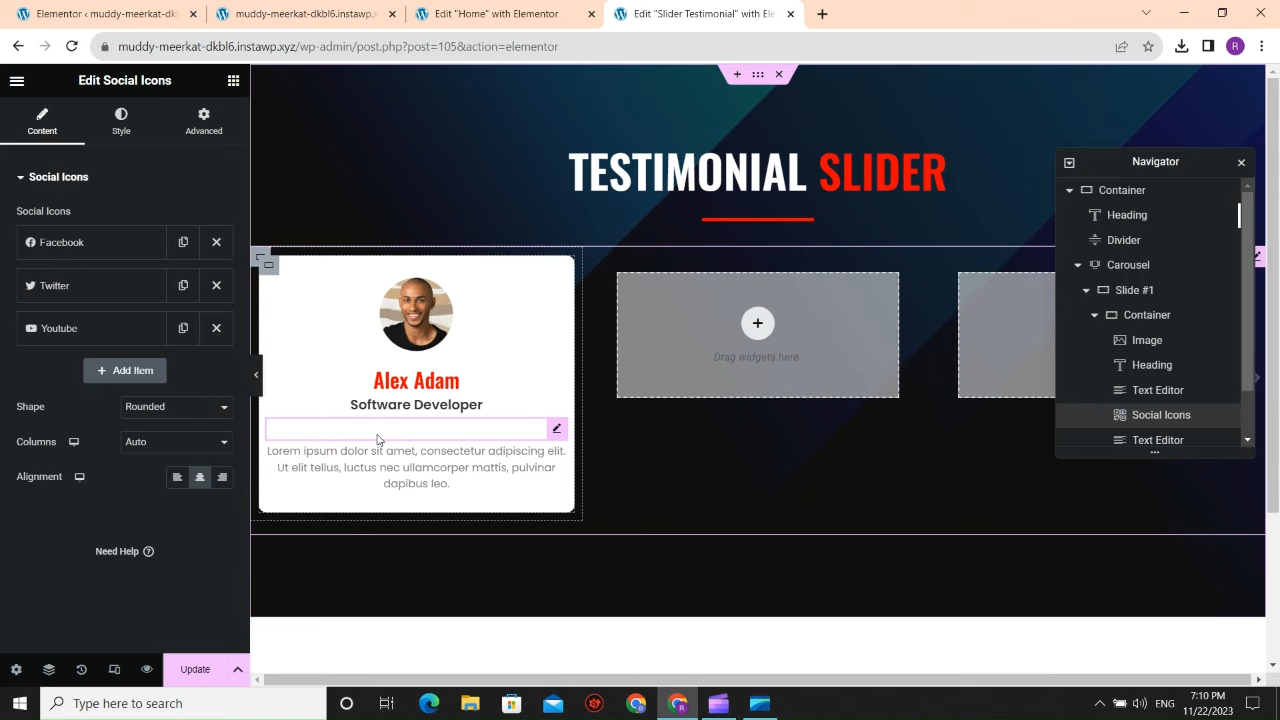 Edit "meerkat-dk
Edit "meerkat-dkbl6.
Edit "Home" with Elementor
Edit "Slider Testimonial" with Ele
muddy-meerkat-dkbl6.instawp.xyz/wp-admin/post.php?post=105&action=elementor
R
Edit Social Icons
Content
Style
Advanced
Social Icons
Social Icons
Facebook
Twitter
Youtube
+ Add Item
Shape
Rounded
Columns
Auto
Alignment
Need Help ?
Update
TESTIMONIAL SLIDER
Alex Adam
Software Developer
Lorem ipsum dolor sit amet, consectetur adipiscing elit.
Ut elit tellus, luctus nec ullamcorper mattis, pulvinar
dapibus leo.
Drag widgets here.
Navigator
Container
Heading
Divider
Carousel
Slide #1
Container
Image
Heading
Text Editor
Social Icons
Text Editor
Type here to search
ENG
7:10 PM
11/22/2023